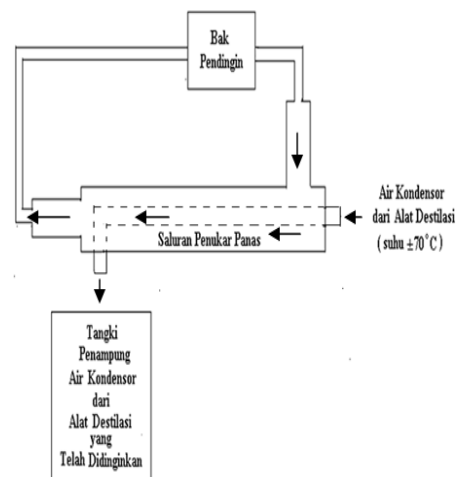 Bak
Pendingin
Air Kondensor
dari Alat Destilasi
( suhu ±70°C )
Saluran Penukar Panas
Tangki
Penampung
Air Kondensor
dari
Alat Destilasi
yang
Telah Didinginkan